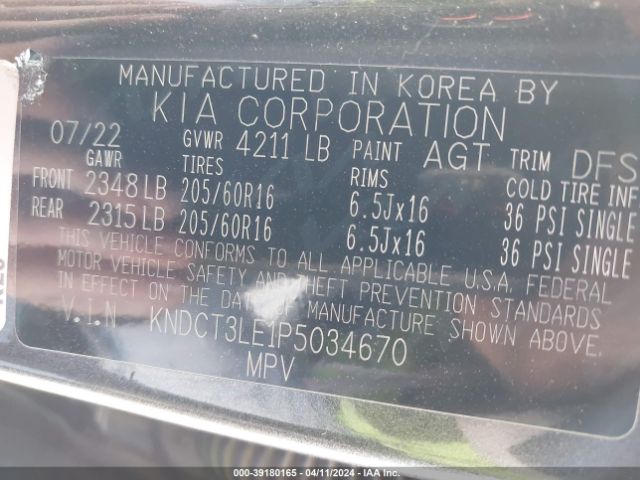 MANUFACTURED IN KOREA BY
KIA CORPORATION
07/22 GVWR 4211 LB PAINT AGT TRIM DFS
GAWR TIRES RIMS COLD TIRE INF
FRONT 2348 LB 205/60R16 6.5Jx16 36 PSI SINGLE
REAR 2315 LB 205/60R16 6.5Jx16 36 PSI SINGLE
THIS VEHICLE CONFORMS TO ALL APPLICABLE U.S.A. FEDERAL
MOTOR VEHICLE SAFETY AND THEFT PREVENTION STANDARDS
IN EFFECT ON THE DATE OF MANUFACTURE SHOWN ABOVE.
V.I.N KNDCT3LE1P5034670
MPV
000-39180165 - 04/11/2024 - IAA Inc.